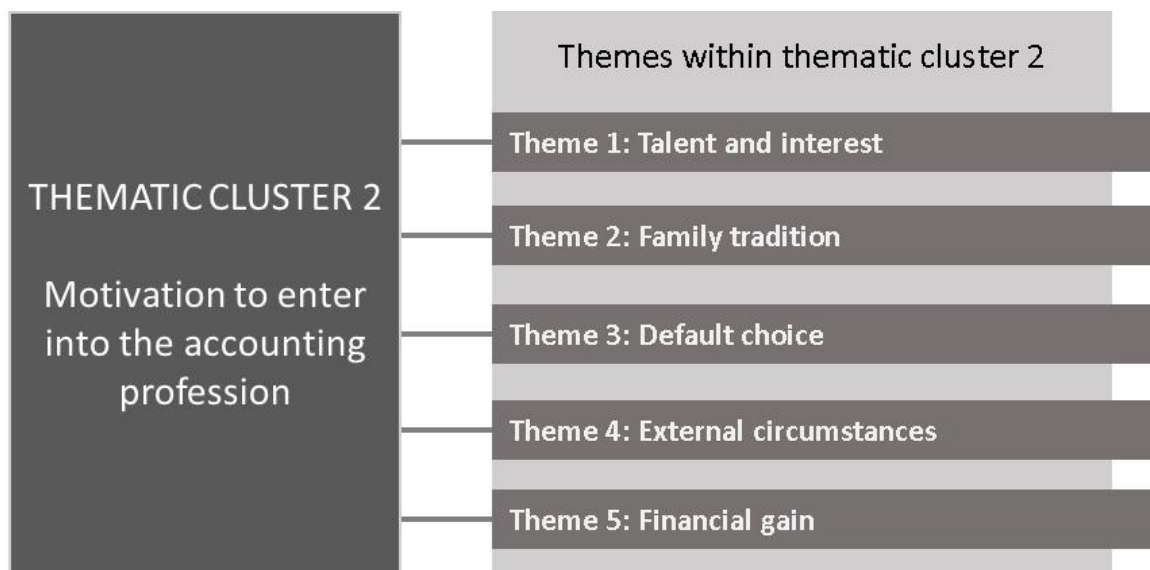 THEMATIC CLUSTER 2
Motivation to enter
into the accounting
profession
Themes within thematic cluster 2
Theme 1: Talent and interest
Theme 2: Family tradition
Theme 3: Default choice
Theme 4: External circumstances
Theme 5: Financial gain